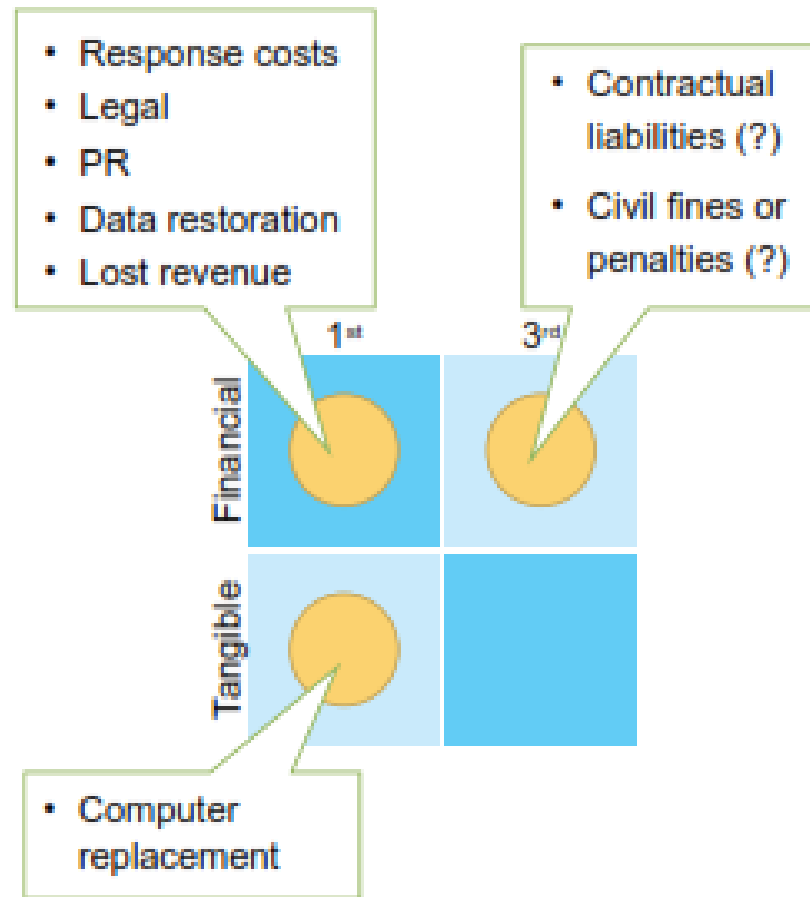 • Response costs
• Legal
• PR
• Data restoration
• Lost revenue
• Contractual
liabilities (?)
• Civil fines or
penalties (?)
1st
3rd
Financial
Tangible
• Computer
replacement